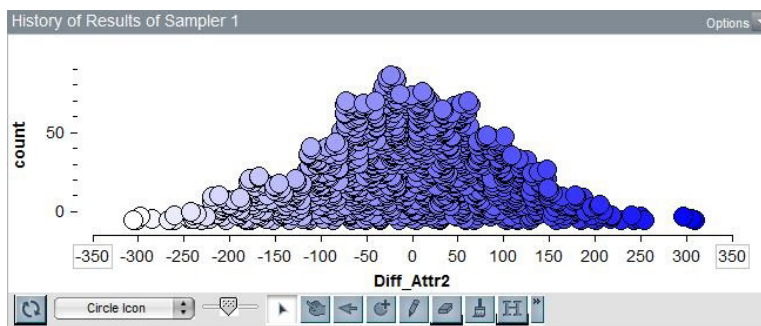 History of Results of Sampler 1
Options
count
50
0
-350 -300 -250 -200 -150 -100 -50 0 50 100 150 200 250 300 350
Diff_Attr2
Circle Icon